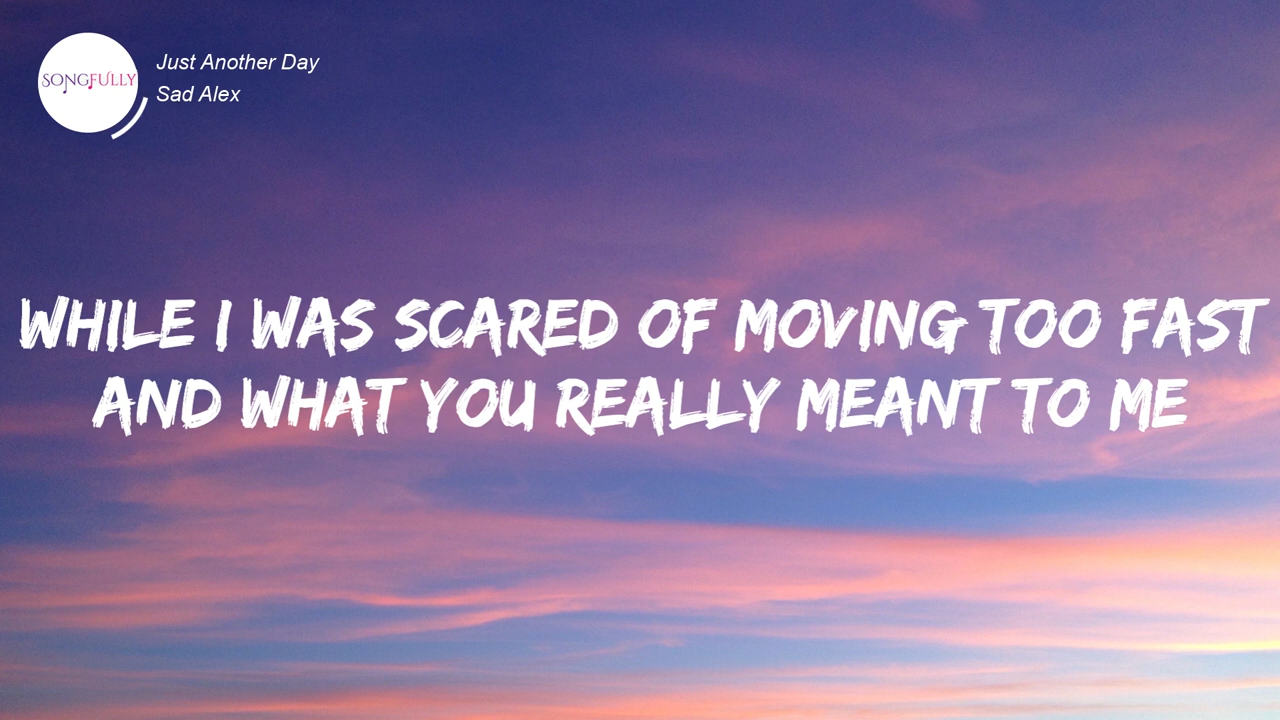 SONGFULLY
Just Another Day
Sad Alex
WHILE I WAS SCARED OF MOVING TOO FAST
AND WHAT YOU REALLY MEANT TO ME